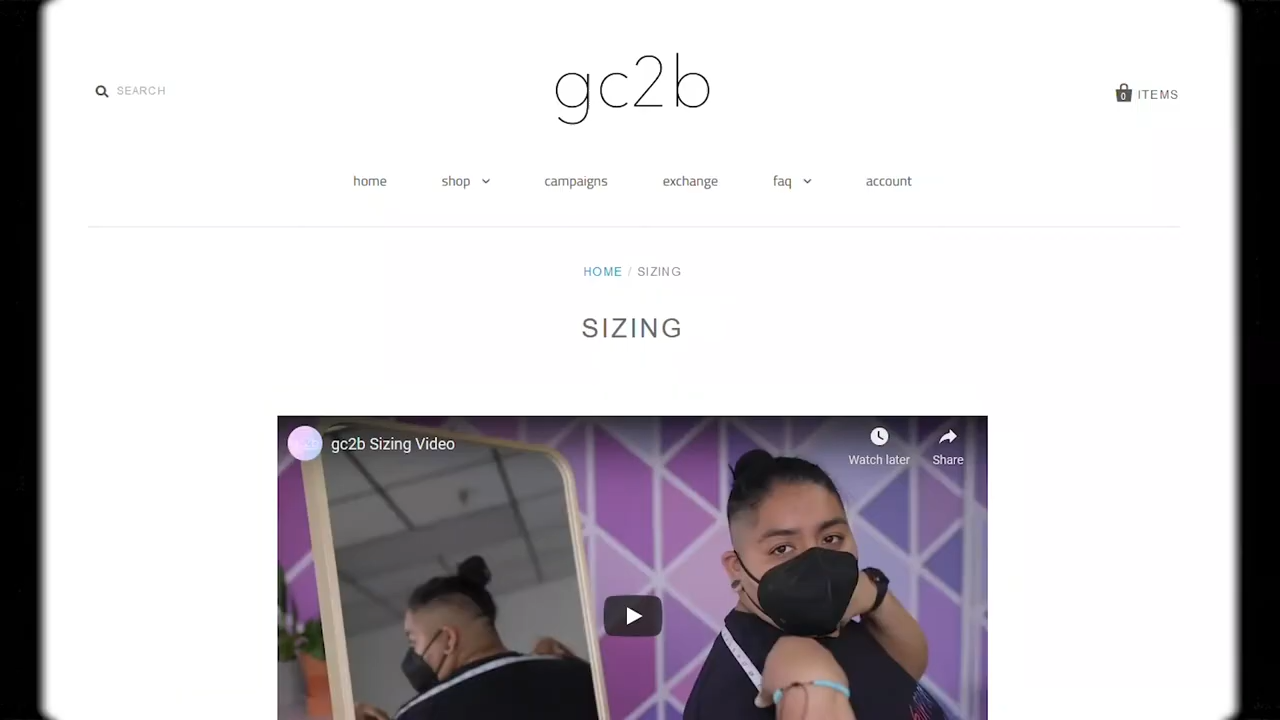 gc2b
SEARCH
0 ITEMS
home shop campaigns exchange faq account
HOME / SIZING
SIZING
gc2b Sizing Video
Watch later Share